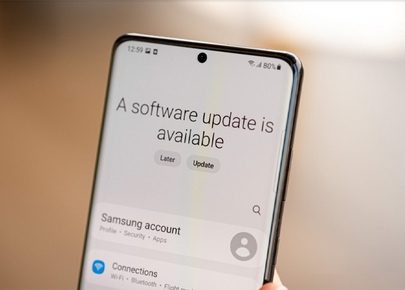 12:59 80%
A software update is
available
Later Update
Samsung account
Profile • Security • Apps
Connections
Wi-Fi • Bluetooth • Flight